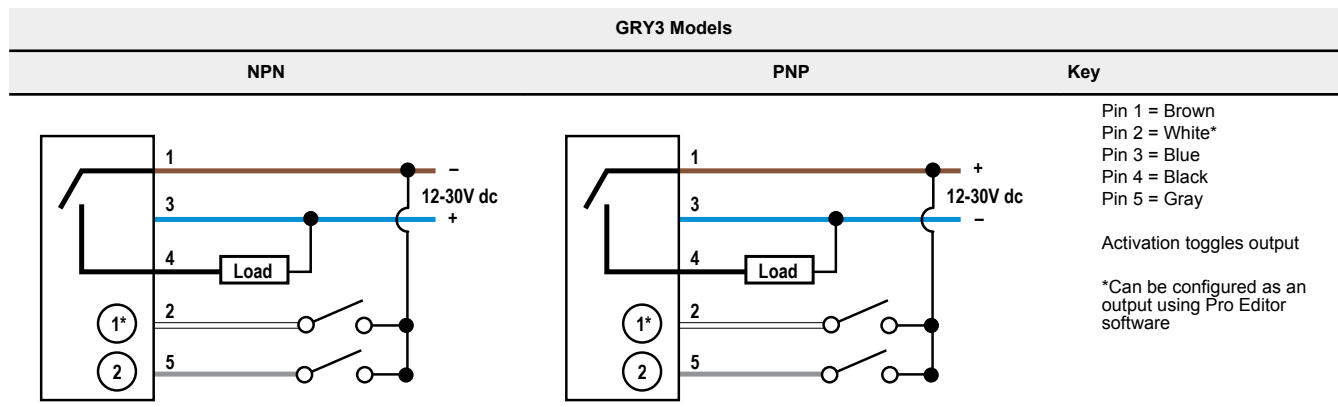 GRY3 Models
NPN
PNP
Key
1
–
12-30V dc
3
+
4
Load
1*
2
2
5
1
+
12-30V dc
3
–
4
Load
1*
2
2
5
Pin 1 = Brown
Pin 2 = White*
Pin 3 = Blue
Pin 4 = Black
Pin 5 = Gray
Activation toggles output
*Can be configured as an
output using Pro Editor
software